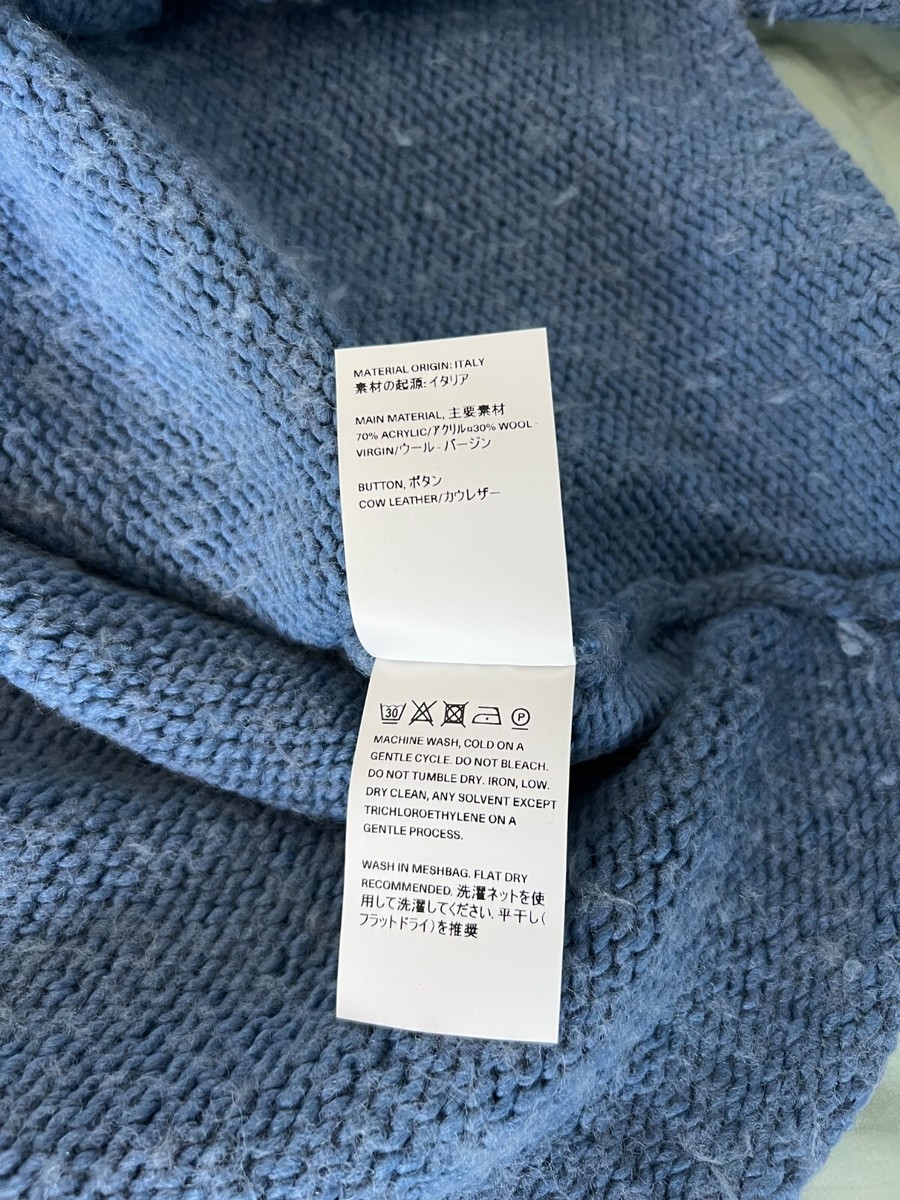 MATERIAL ORIGIN: ITALY
素材の起源: イタリア
MAIN MATERIAL, 主要素材
70% ACRYLIC/アクリル¤30% WOOL -
VIRGIN/ウール - バージン
BUTTON, ボタン
COW LEATHER/カウレザー
30
P
MACHINE WASH, COLD ON A
GENTLE CYCLE. DO NOT BLEACH.
DO NOT TUMBLE DRY. IRON, LOW.
DRY CLEAN, ANY SOLVENT EXCEPT
TRICHLOROETHYLENE ON A
GENTLE PROCESS.
WASH IN MESHBAG. FLAT DRY
RECOMMENDED. 洗濯ネットを使
用して洗濯してください. 平干し(
フラットドライ)を推奨